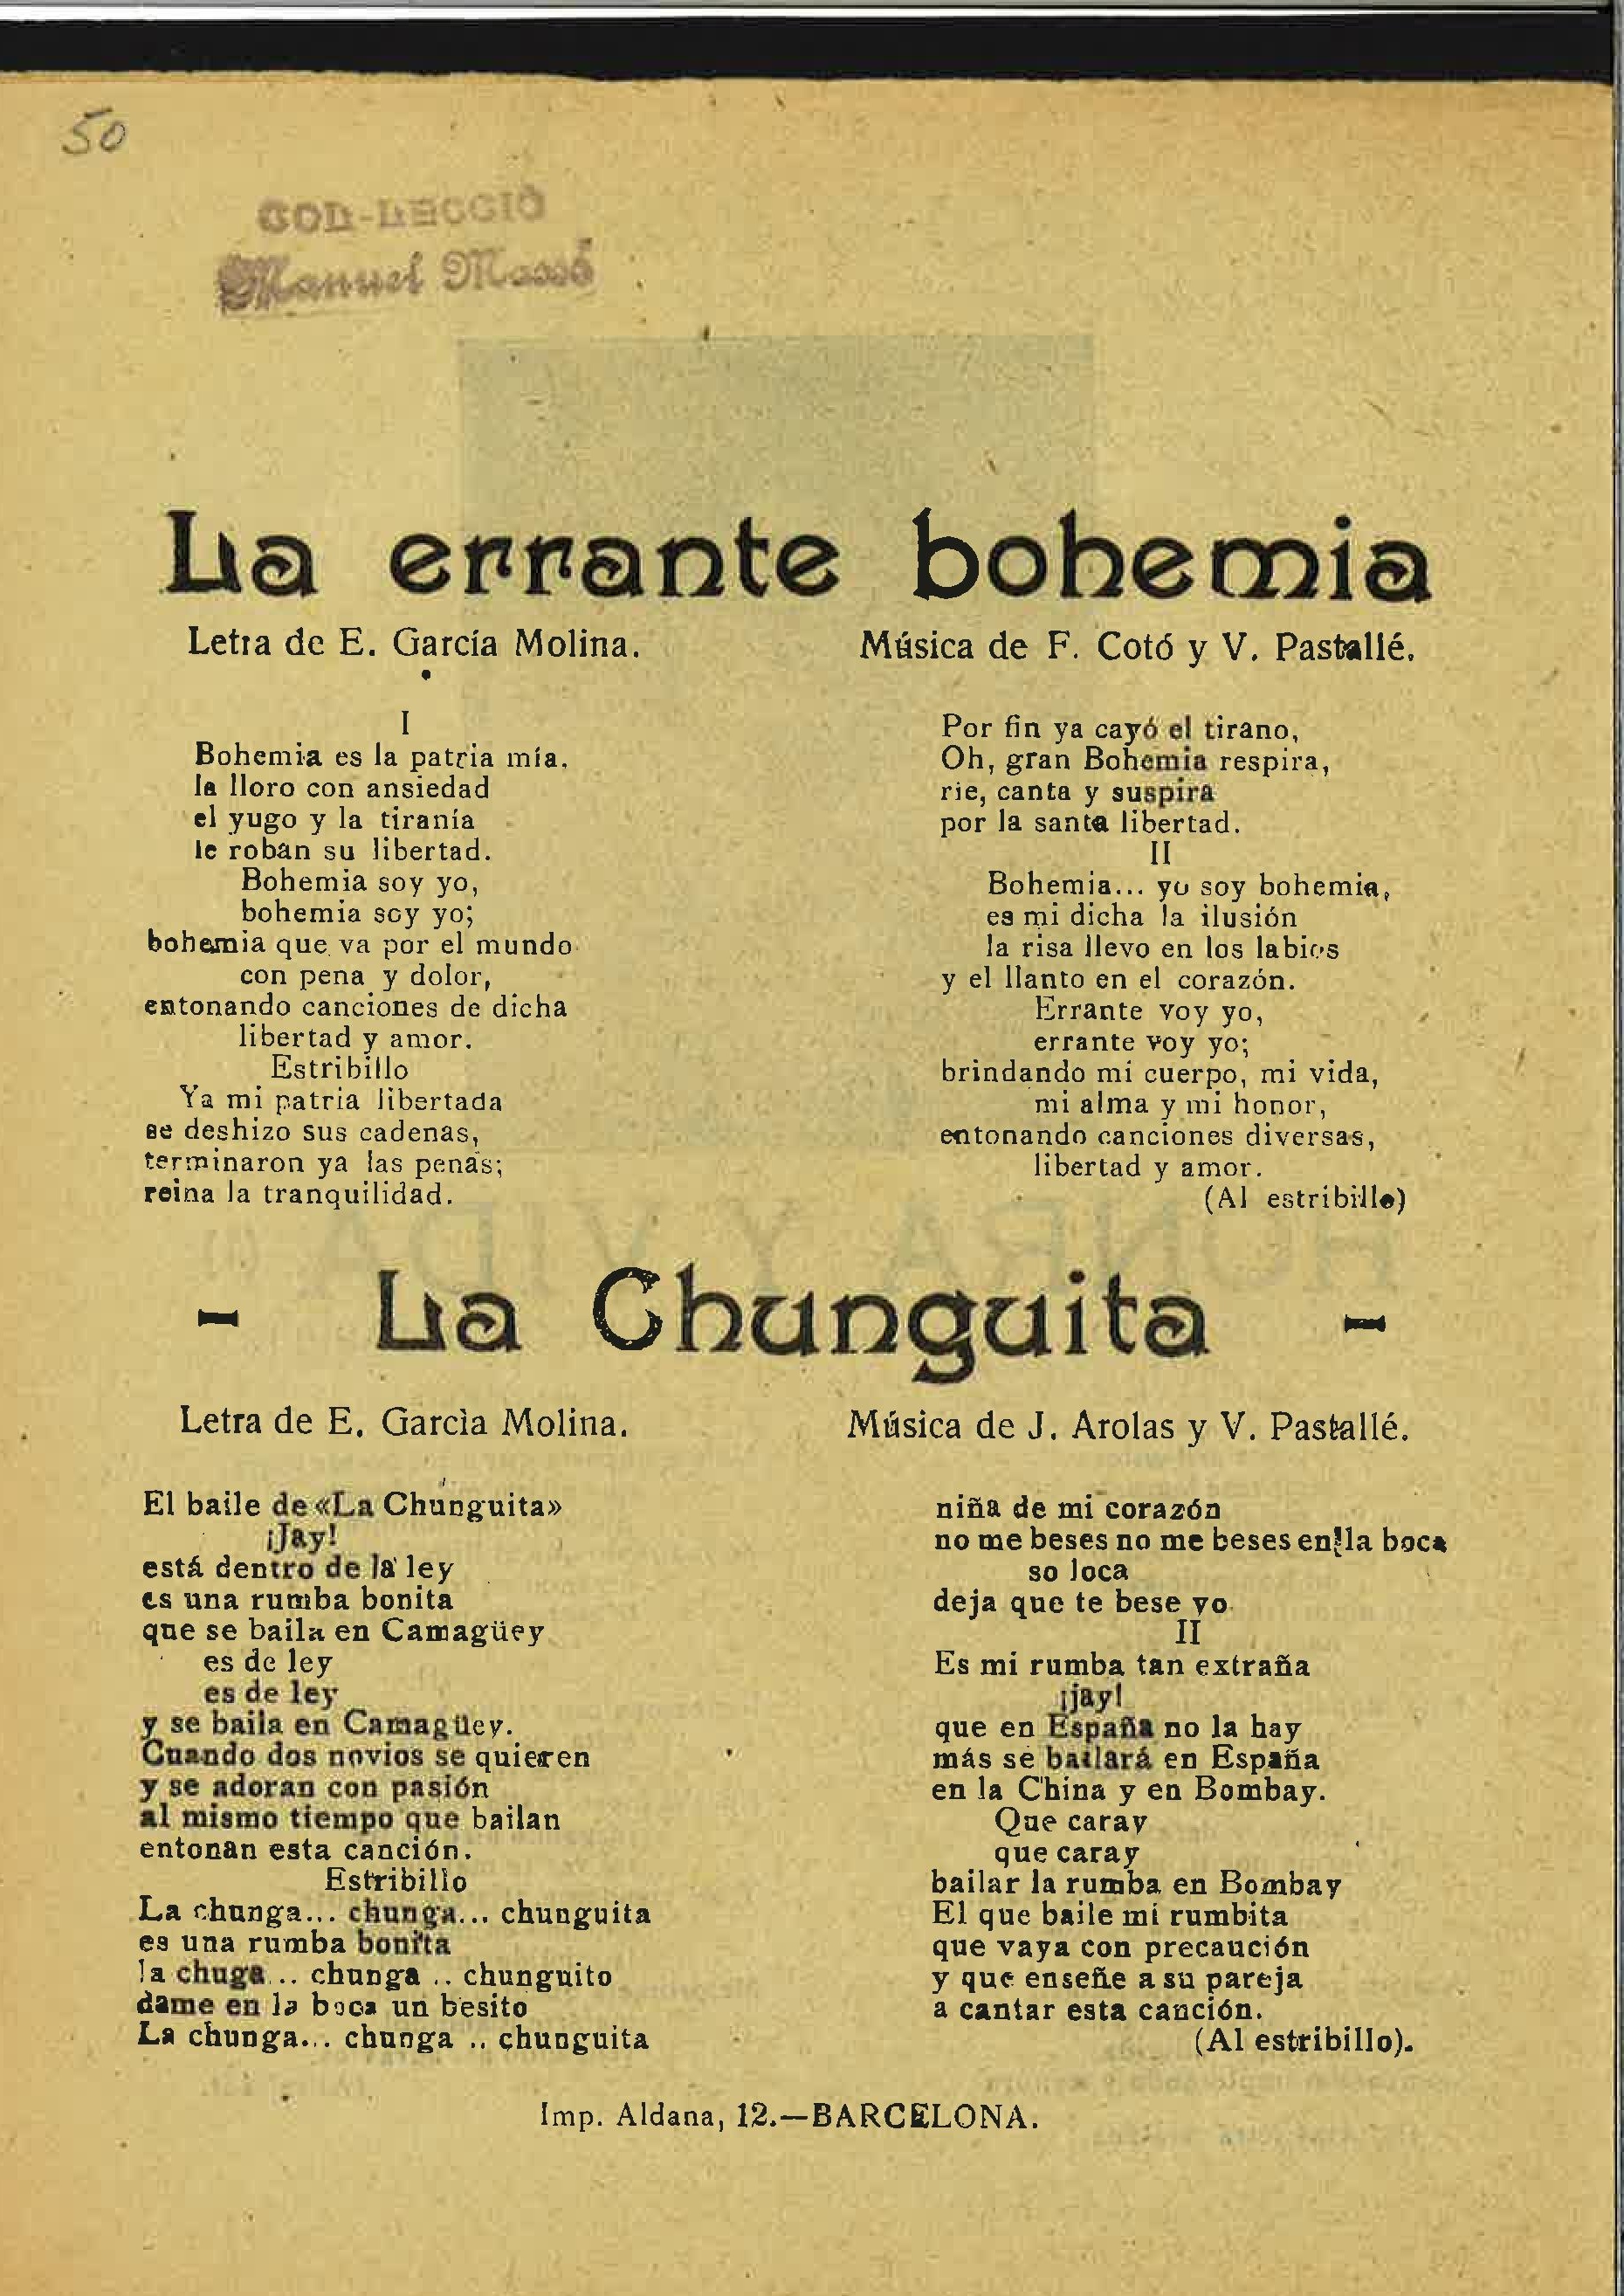 50
COL-LECCIÓ
Manuel Massó
La errante bohemia
Letra de E. García Molina.
Música de F. Cotó y V. Pastallé.
I
Bohemia es la patria mía.
la lloro con ansiedad
el yugo y la tiranía
le roban su libertad.
Bohemia soy yo,
bohemia soy yo;
bohemia que va por el mundo
con pena y dolor,
entonando canciones de dicha
libertad y amor.
Estribillo
Ya mi patria libertada
se deshizo sus cadenas,
terminaron ya las penas;
reina la tranquilidad.
Por fin ya cayó el tirano,
Oh, gran Bohemia respira,
rie, canta y suspira
por la santa libertad.
II
Bohemia... yo soy bohemia,
es mi dicha la ilusión
la risa llevo en los labios
y el llanto en el corazón.
Errante voy yo,
errante voy yo;
brindando mi cuerpo, mi vida,
mi alma y mi honor,
entonando canciones diversas,
libertad y amor.
(Al estribillo)
- La Chunguita -
Letra de E. Garcìa Molina.
Música de J. Arolas y V. Pastallé.
El baile de «La Chunguita»
¡Jay!
está dentro de la ley
es una rumba bonita
que se baila en Camagüey
es de ley
es de ley
y se baila en Camagüey.
Cuando dos novios se quieren
y se adoran con pasión
al mismo tiempo que bailan
entonan esta canción.
Estribillo
La chunga... chunga... chunguita
es una rumba bonita
la chuga... chunga .. chunguito
dame en la boca un besito
La chunga... chunga .. chunguita
niña de mi corazón
no me beses no me beses en la boca
so loca
deja que te bese yo
II
Es mi rumba tan extraña
¡jay!
que en España no la hay
más se bailará en España
en la China y en Bombay.
Que caray
que caray
bailar la rumba en Bombay
El que baile mi rumbita
que vaya con precaución
y que enseñe a su pareja
a cantar esta canción.
(Al estribillo).
Imp. Aldana, 12.—BARCELONA.